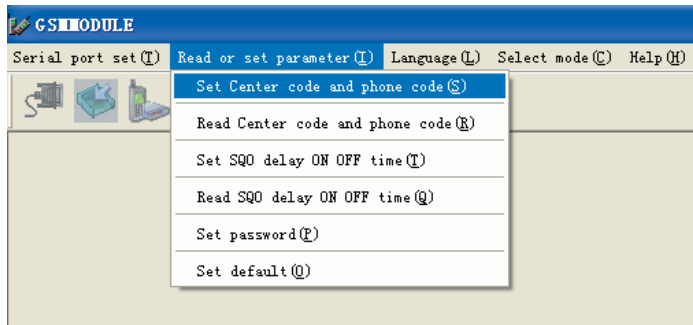 GSMMODULE
Serial port set(T) Read or set parameter(I) Language(L) Select mode(C) Help(H)
Set Center code and phone code(S)
Read Center code and phone code(R)
Set SQO delay ON OFF time(T)
Read SQO delay ON OFF time(Q)
Set password(P)
Set default(O)